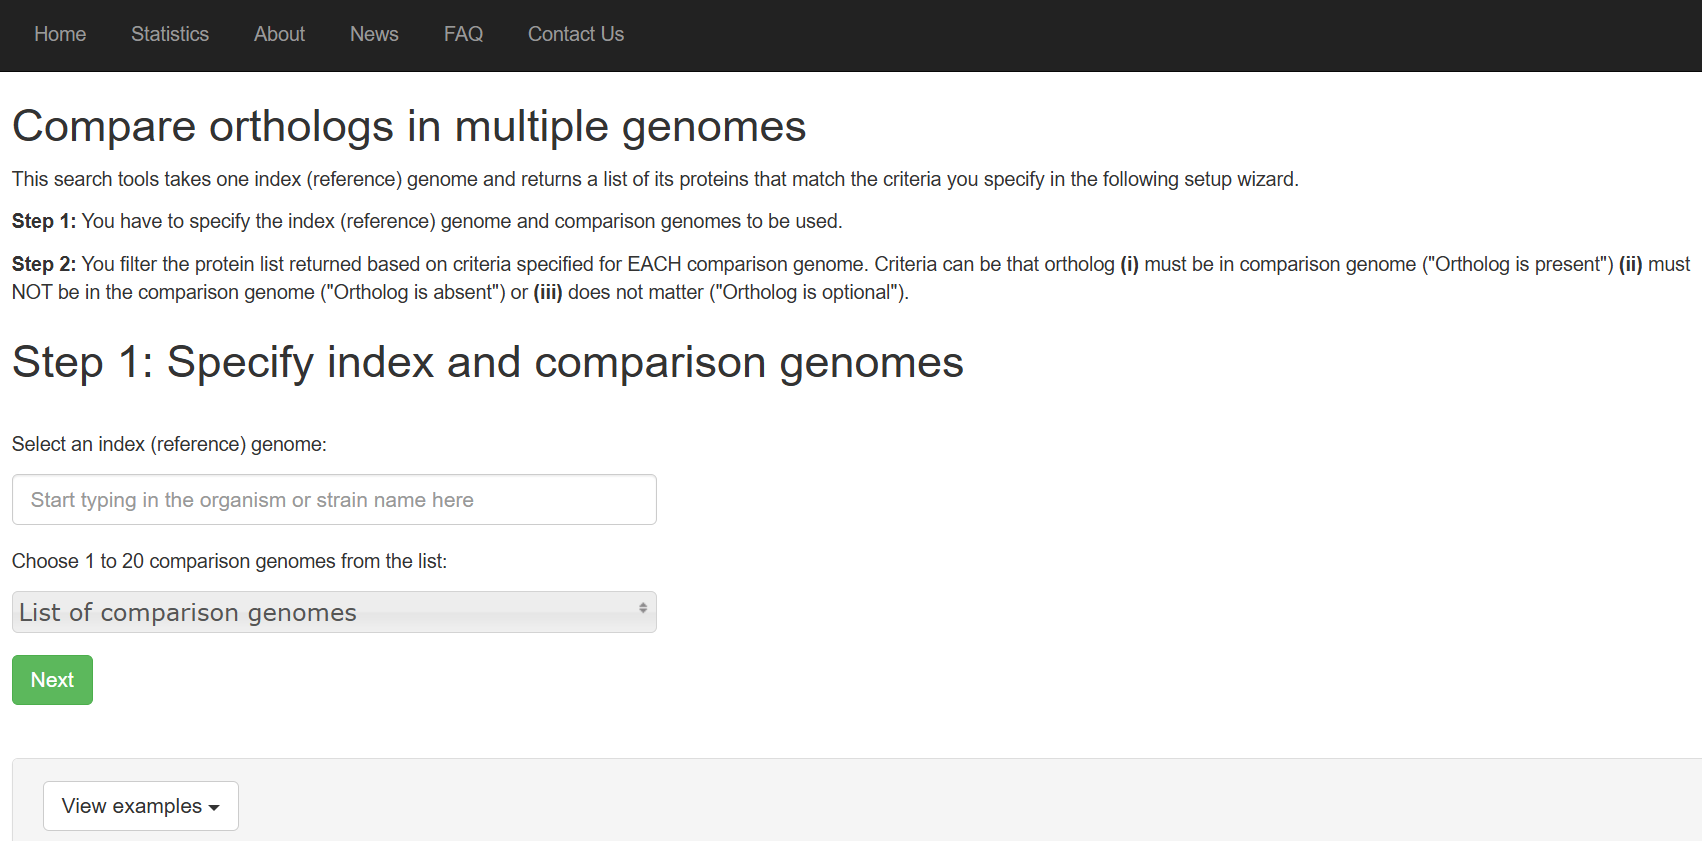 Home Statistics About News FAQ Contact Us
Compare orthologs in multiple genomes
This search tools takes one index (reference) genome and returns a list of its proteins that match the criteria you specify in the following setup wizard.
Step 1: You have to specify the index (reference) genome and comparison genomes to be used.
Step 2: You filter the protein list returned based on criteria specified for EACH comparison genome. Criteria can be that ortholog (i) must be in comparison genome ("Ortholog is present") (ii) must
NOT be in the comparison genome ("Ortholog is absent") or (iii) does not matter ("Ortholog is optional").
Step 1: Specify index and comparison genomes
Select an index (reference) genome:
Start typing in the organism or strain name here
Choose 1 to 20 comparison genomes from the list:
List of comparison genomes
Next
View examples